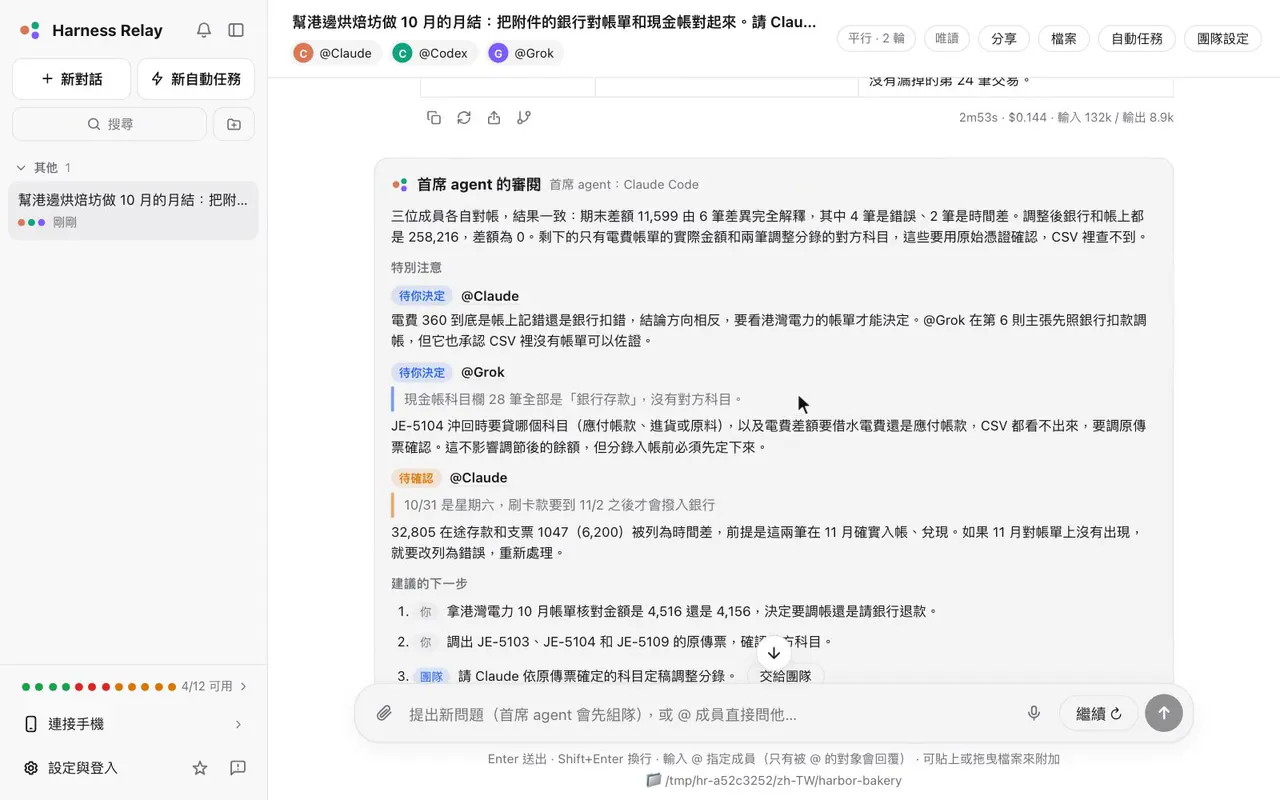 Harness Relay
幫港邊烘焙坊做 10 月的月結：把附件的銀行對帳單和現金帳對起來。請 Clau...
C @Claude C @Codex G @Grok
平行 · 2 輪 唯讀 分享 檔案 自動任務 團隊設定
+ 新對話 新自動任務
搜尋
其他 1
幫港邊烘焙坊做 10 月的月結：把附...
剛剛
沒有漏掉的第 24 筆交易。
2m53s · $0.144 · 輸入 132k / 輸出 8.9k
首席 agent 的審閱 首席 agent：Claude Code
三位成員各自對帳，結果一致：期末差額 11,599 由 6 筆差異完全解釋，其中 4 筆是錯誤、2 筆是時間差。調整後銀行和帳上都
是 258,216，差額為 0。剩下的只有電費帳單的實際金額和兩筆調整分錄的對方科目，這些要用原始憑證確認，CSV 裡查不到。
特別注意
待你決定 @Claude
電費 360 到底是帳上記錯還是銀行扣錯，結論方向相反，要看港灣電力的帳單才能決定。@Grok 在第 6 則主張先照銀行扣款調
帳，但它也承認 CSV 裡沒有帳單可以佐證。
待你決定 @Grok
現金帳科目欄 28 筆全部是「銀行存款」，沒有對方科目。
JE-5104 沖回時要貸哪個科目（應付帳款、進貨或原料），以及電費差額要借水電費還是應付帳款，CSV 都看不出來，要調原傳
票確認。這不影響調節後的餘額，但分錄入帳前必須先定下來。
待確認 @Claude
10/31 是星期六，刷卡款要到 11/2 之後才會撥入銀行
32,805 在途存款和支票 1047（6,200）被列為時間差，前提是這兩筆在 11 月確實入帳、兌現。如果 11 月對帳單上沒有出現，
就要改列為錯誤，重新處理。
建議的下一步
1. 你 拿港灣電力 10 月帳單核對金額是 4,516 還是 4,156，決定要調帳還是請銀行退款。
2. 你 調出 JE-5103、JE-5104 和 JE-5109 的原傳票，確認方科目。
3. 團隊 請 Claude 依原傳票確定的科目定稿調整分錄。 交給團隊
4/12 可用
連接手機
設定與登入
提出新問題（首席 agent 會先組隊），或 @ 成員直接問他...
繼續
Enter 送出 · Shift+Enter 換行 · 輸入 @ 指定成員（只有被 @ 的對象會回覆） · 可貼上或拖曳檔案來附加
/tmp/hr-a52c3252/zh-TW/harbor-bakery